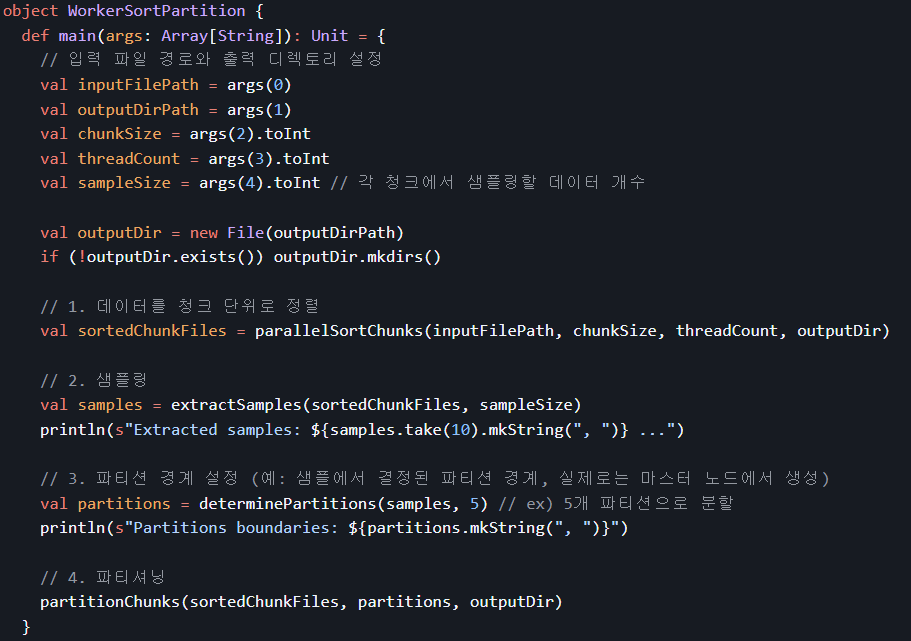 object WorkerSortPartition {
  def main(args: Array[String]): Unit = {
    // 입력 파일 경로와 출력 디렉토리 설정
    val inputFilePath = args(0)
    val outputDirPath = args(1)
    val chunkSize = args(2).toInt
    val threadCount = args(3).toInt
    val sampleSize = args(4).toInt // 각 청크에서 샘플링할 데이터 개수

    val outputDir = new File(outputDirPath)
    if (!outputDir.exists()) outputDir.mkdirs()

    // 1. 데이터를 청크 단위로 정렬
    val sortedChunkFiles = parallelSortChunks(inputFilePath, chunkSize, threadCount, outputDir)

    // 2. 샘플링
    val samples = extractSamples(sortedChunkFiles, sampleSize)
    println(s"Extracted samples: ${samples.take(10).mkString(", ")} ...")

    // 3. 파티션 경계 설정 (예: 샘플에서 결정된 파티션 경계, 실제로는 마스터 노드에서 생성)
    val partitions = determinePartitions(samples, 5) // ex) 5개 파티션으로 분할
    println(s"Partitions boundaries: ${partitions.mkString(", ")}")

    // 4. 파티셔닝
    partitionChunks(sortedChunkFiles, partitions, outputDir)
  }